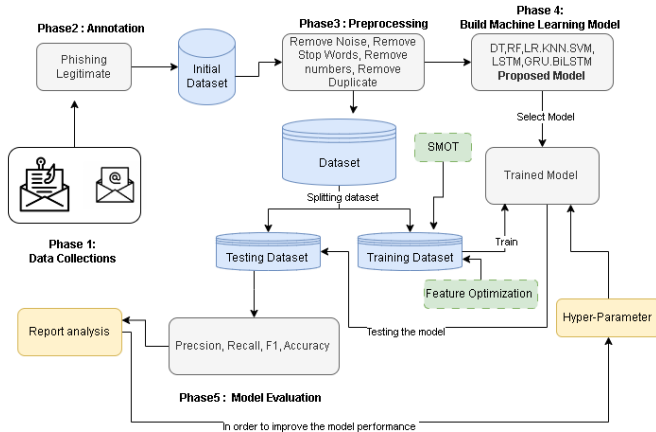 Phase2 : Annotation
Phishing
Legitimate
Initial
Dataset
Phase3 : Preprocessing
Remove Noise, Remove
Stop Words, Remove
numbers, Remove
Duplicate
Phase 4:
Build Machine Learning Model
DT,RF,LR.KNN.SVM,
LSTM,GRU.BiLSTM
Proposed Model
Select Model
@
Phase 1:
Data Collections
Dataset
Splitting dataset
SMOT
Trained Model
Testing Dataset
Training Dataset
Train
Feature Optimization
Testing the model
Hyper-Parameter
Report analysis
Precsion, Recall, F1, Accuracy
Phase5 : Model Evaluation
In order to improve the model performance